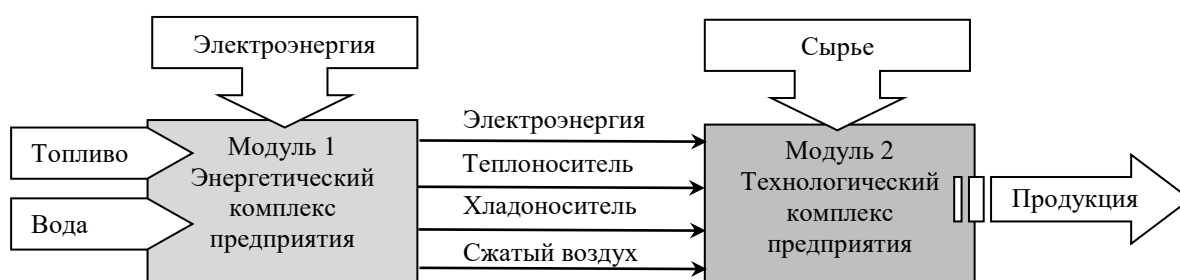 Электроэнергия
Сырье
Топливо
Вода
Модуль 1
Энергетический
комплекс
предприятия
Электроэнергия
Теплоноситель
Хладоноситель
Сжатый воздух
Модуль 2
Технологический
комплекс
предприятия
Продукция